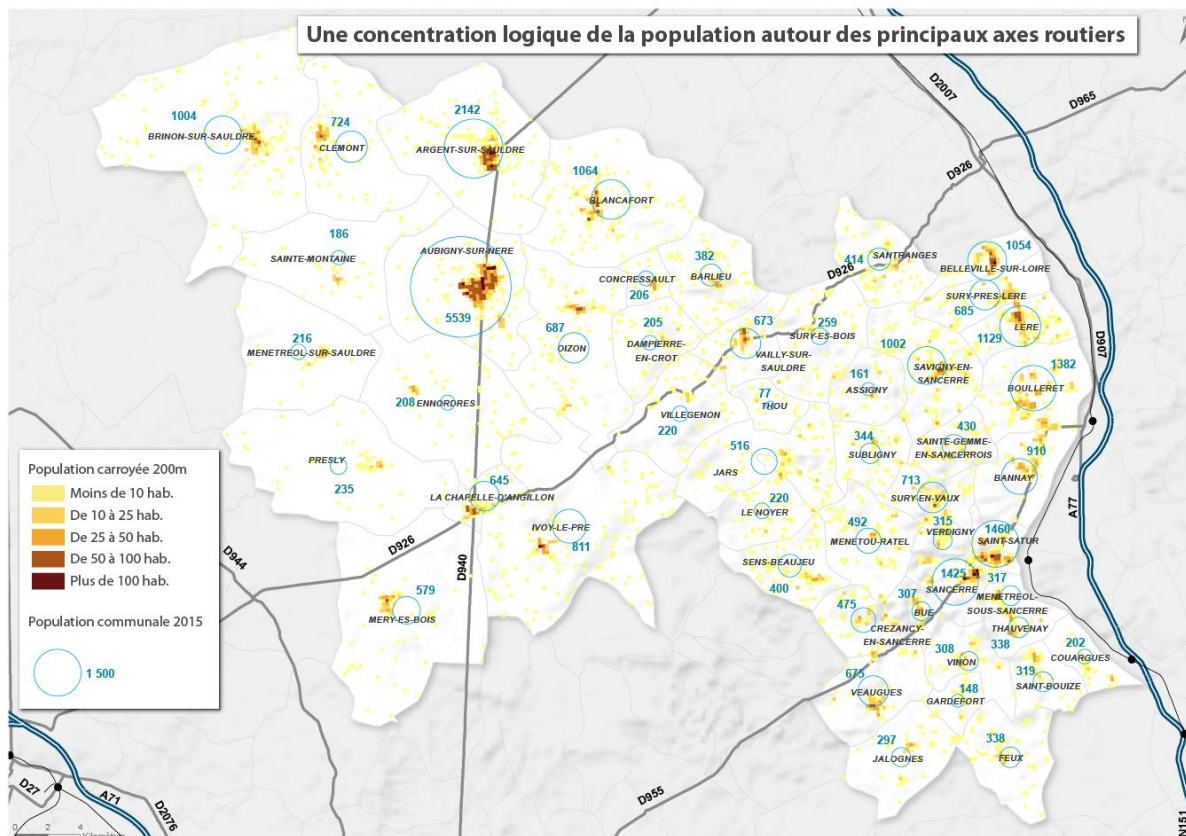 Une concentration logique de la population autour des principaux axes routiers
D2007
D965
1004
BRINON-SUR-SAULDRE
724
CLEMONT
2142
ARGENT-SUR-SAULDRE
1064
BLANCAFORT
D926
186
SAINTE-MONTAINE
AUBIGNY-SUR-NERE
5539
CONCRESSAULT
206
382
BARLIEU
D926
414
SANTRANGES
1054
BELLEVILLE-SUR-LOIRE
SURY-PRES-LERE
685
LERE
1129
D907
216
MENETREOL-SUR-SAULDRE
687
OIZON
205
DAMPIERRE-
EN-CROT
673
VAILLY-SUR-
SAULDRE
259
SURY-ES-BOIS
1002
SAVIGNY-EN-
SANCERRE
1382
BOULLERET
161
ASSIGNY
77
THOU
208
ENNORDRES
VILLEGENON
220
430
SAINTE-GEMME-
EN-SANCERROIS
344
SUBLIGNY
516
JARS
910
BANNAY
A77
PRESLY
235
645
LA CHAPELLE-D'ANGILLON
713
SURY-EN-VAUX
220
LE NOYER
IVOY-LE-PRE
811
492
MENETOU-RATEL
315
VERDIGNY
1460
SAINT-SATUR
D944
D926
D940
SENS-BEAUJEU
400
1425
SANCERRE
317
MENETREOL-
SOUS-SANCERRE
579
MERY-ES-BOIS
475
CREZANCY-
EN-SANCERRE
307
BUE
THAUVENAY
338
308
VINON
202
COUARGUES
319
SAINT-BOUIZE
675
VEAUGUES
148
GARDEFORT
297
JALOGNES
338
FEUX
D955
N151
Population carroyée 200m
Moins de 10 hab.
De 10 à 25 hab.
De 25 à 50 hab.
De 50 à 100 hab.
Plus de 100 hab.
Population communale 2015
1 500
D27
A71
D2076
0 2 4
Kilomètres